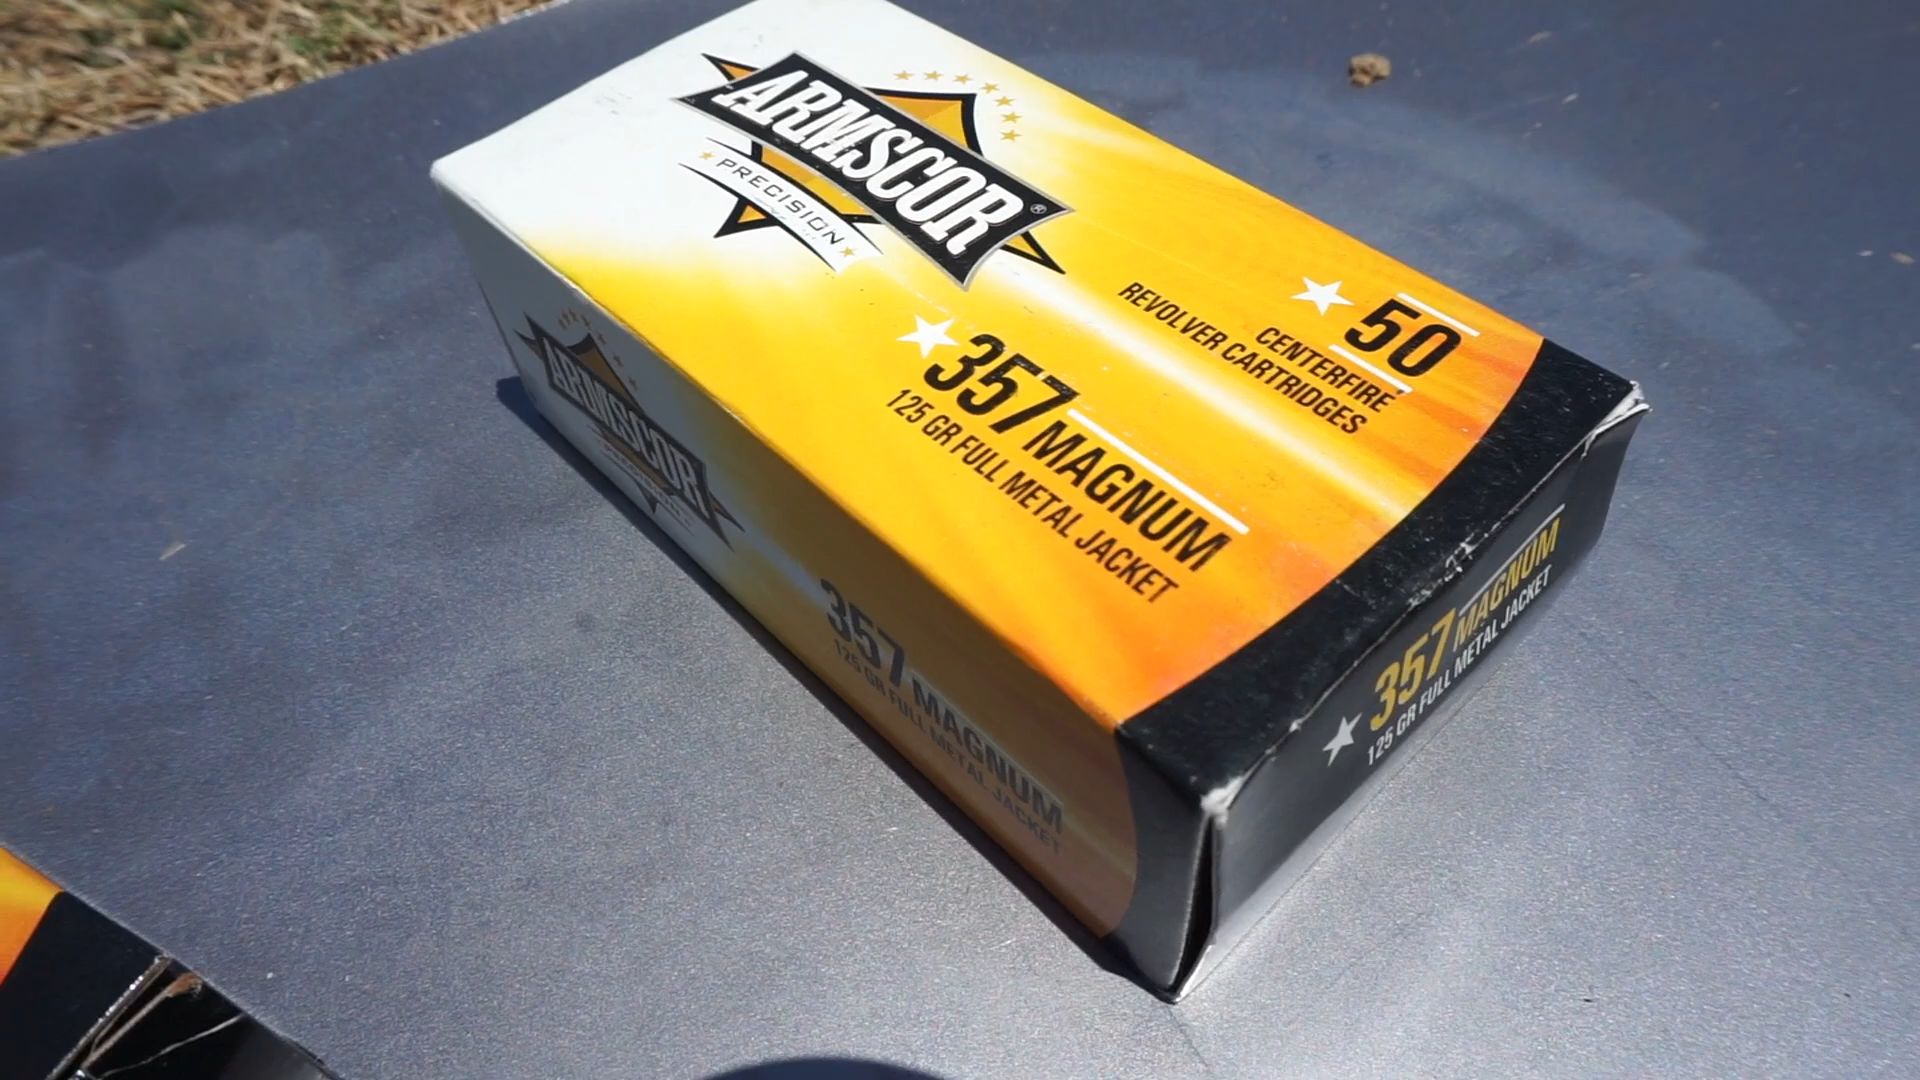 ARMSCOR®
PRECISION
50
CENTERFIRE
REVOLVER CARTRIDGES
357 MAGNUM
125 GR FULL METAL JACKET
ARMSCOR
357 MAGNUM
125 GR FULL METAL JACKET
357 MAGNUM
125 GR FULL METAL JACKET